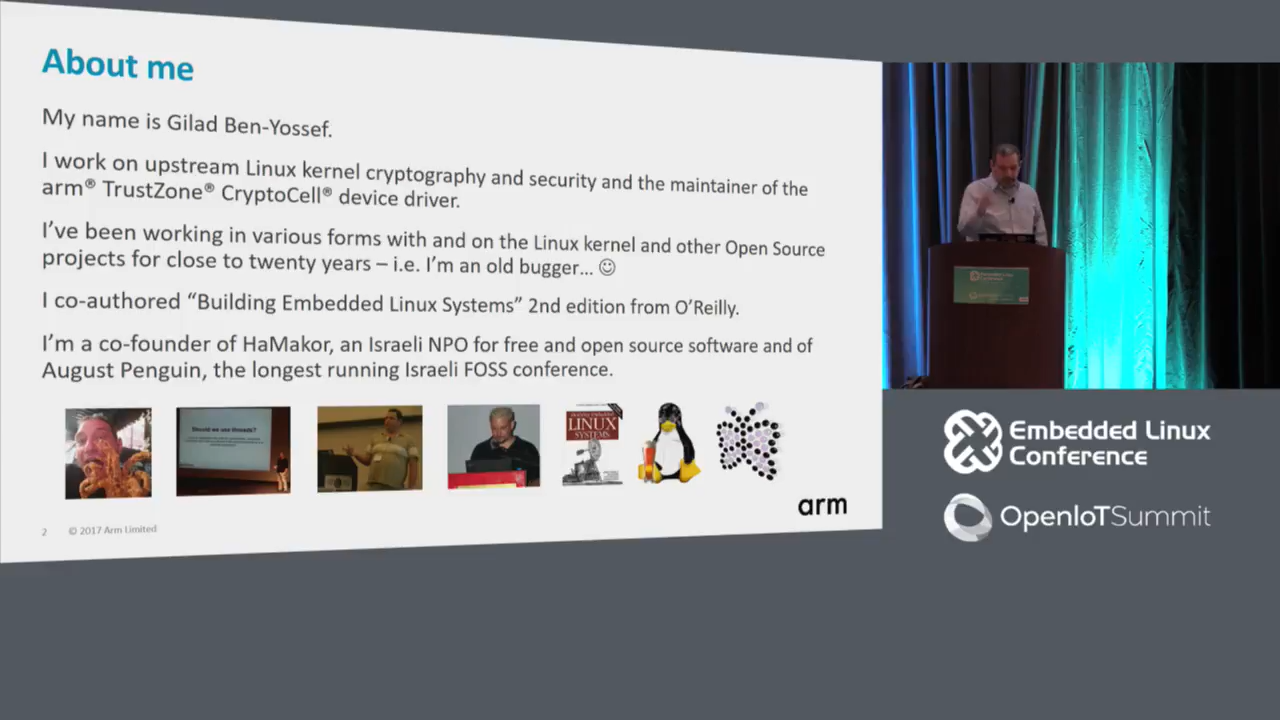 About me
My name is Gilad Ben-Yossef.
I work on upstream Linux kernel cryptography and security and the maintainer of the
arm® TrustZone® CryptoCell® device driver.
I've been working in various forms with and on the Linux kernel and other Open Source
projects for close to twenty years – i.e. I'm an old bugger... ☺
I co-authored “Building Embedded Linux Systems” 2nd edition from O'Reilly.
I'm a co-founder of HaMakor, an Israeli NPO for free and open source software and of
August Penguin, the longest running Israeli FOSS conference.
Should we use threads?
LINUX
SYSTEMS
arm
2 © 2017 Arm Limited
Embedded Linux
Conference
OpenIoTSummit